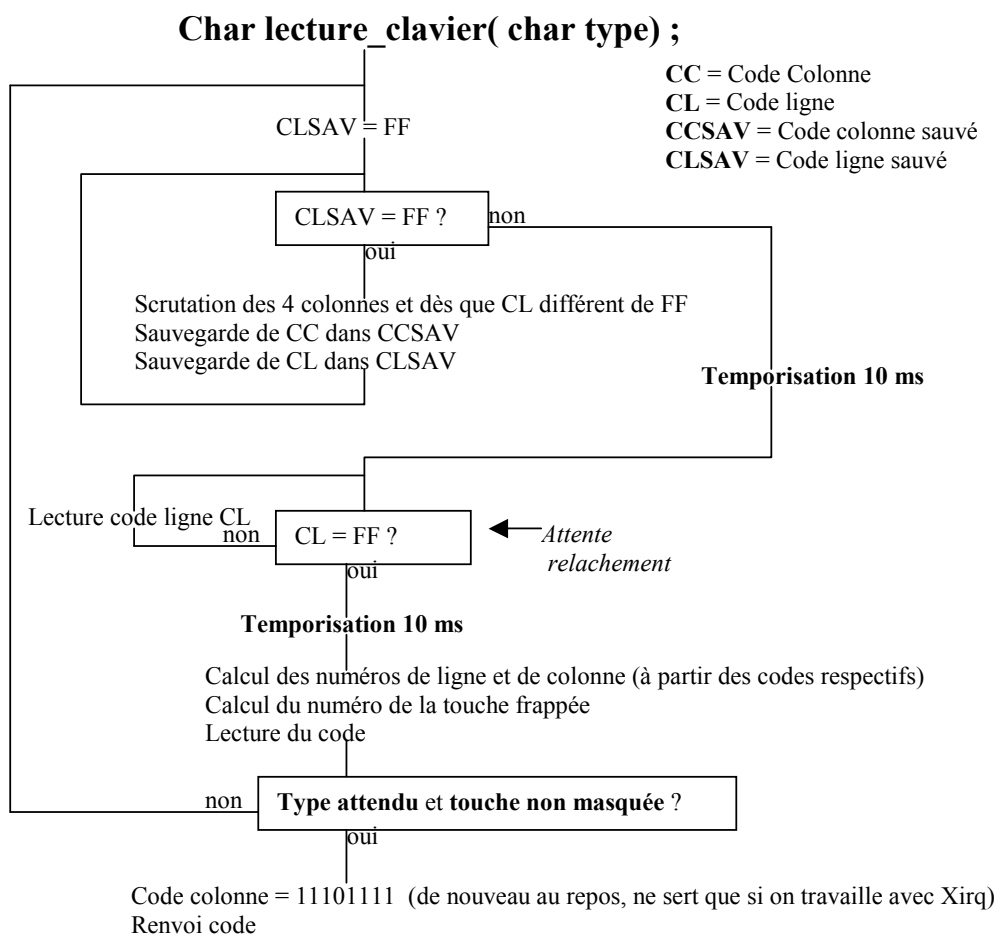 Char lecture_clavier( char type) ;
CC = Code Colonne
CL = Code ligne
CCSAV = Code colonne sauvé
CLSAV = Code ligne sauvé
CLSAV = FF
CLSAV = FF ?
non
oui
Scrutation des 4 colonnes et dès que CL différent de FF
Sauvegarde de CC dans CCSAV
Sauvegarde de CL dans CLSAV
Temporisation 10 ms
Lecture code ligne CL
non
CL = FF ?
Attente
relachement
oui
Temporisation 10 ms
Calcul des numéros de ligne et de colonne (à partir des codes respectifs)
Calcul du numéro de la touche frappée
Lecture du code
non
Type attendu et touche non masquée ?
oui
Code colonne = 11101111 (de nouveau au repos, ne sert que si on travaille avec Xirq)
Renvoi code